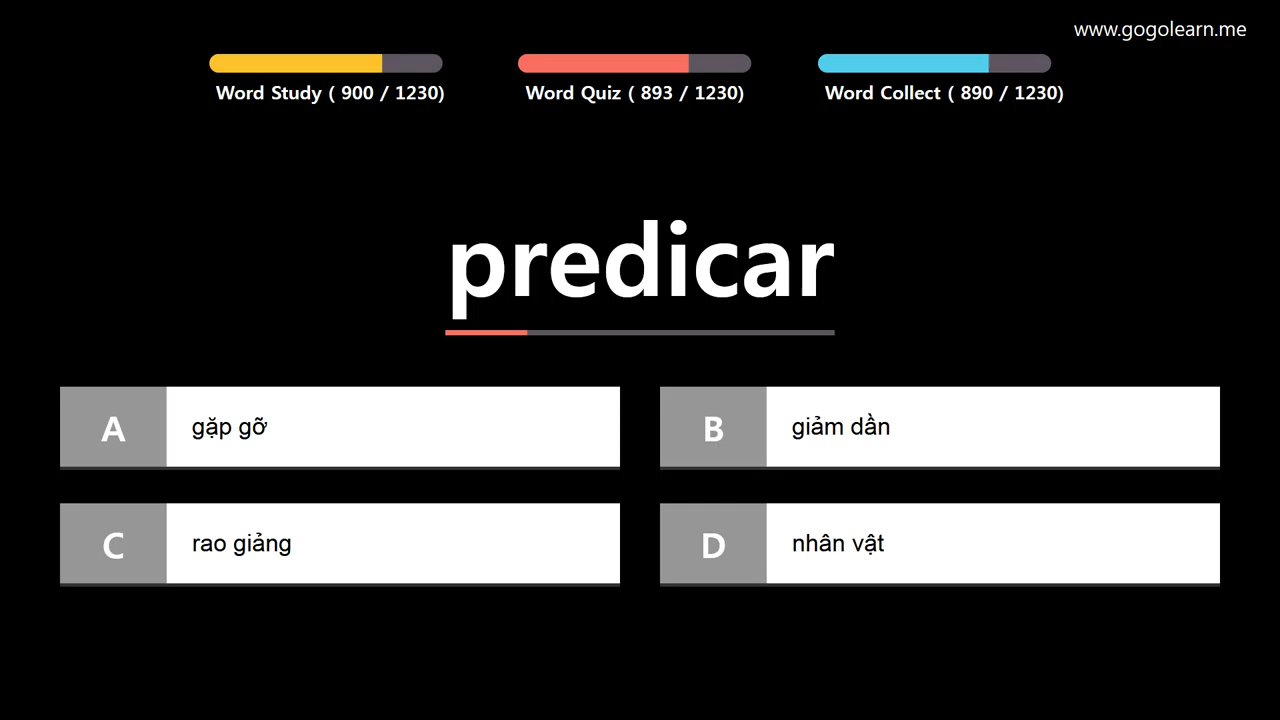 www.gogolearn.me
Word Study ( 900 / 1230)
Word Quiz ( 893 / 1230)
Word Collect ( 890 / 1230)
predicar
A gặp gỡ
B giảm dần
C rao giảng
D nhân vật